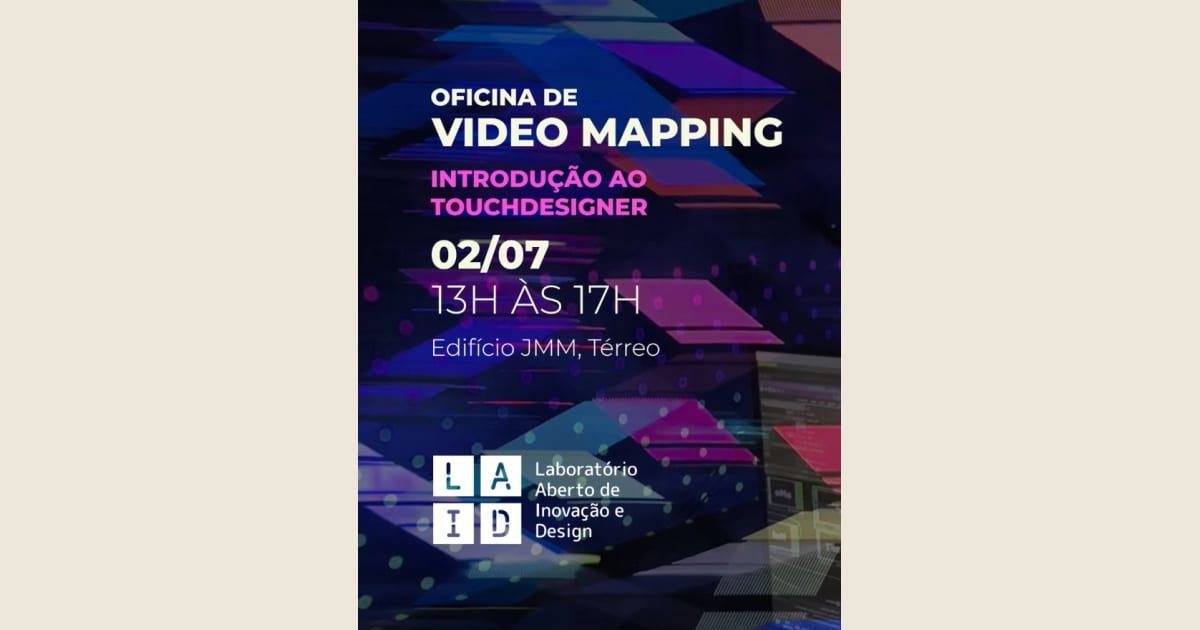 OFICINA DE
VIDEO MAPPING
INTRODUÇÃO AO
TOUCHDESIGNER
02/07
13H ÀS 17H
Edifício JMM, Térreo
L A
I D
Laboratório
Aberto de
Inovação e
Design